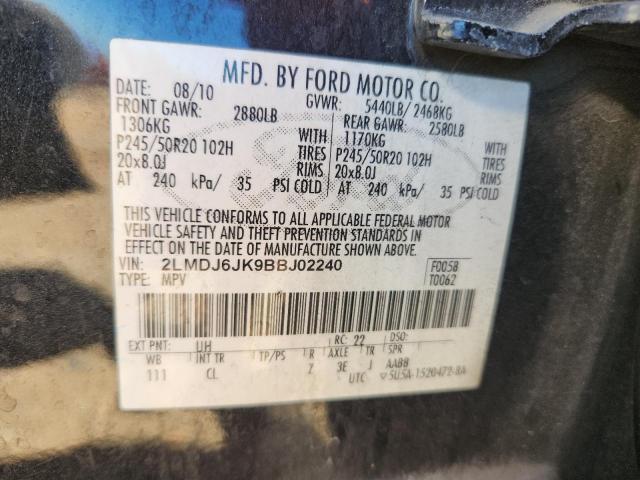 MFD. BY FORD MOTOR CO.
DATE: 08/10 GVWR: 5440LB/ 2468KG
FRONT GAWR: 2880LB REAR GAWR: 2580LB
1306KG WITH 1170KG WITH
P245/50R20 102H TIRES P245/50R20 102H TIRES
20x8.0J RIMS 20x8.0J RIMS
AT 240 kPa/ 35 PSI COLD AT 240 kPa/ 35 PSI COLD
THIS VEHICLE CONFORMS TO ALL APPLICABLE FEDERAL MOTOR
VEHICLE SAFETY AND THEFT PREVENTION STANDARDS IN
EFFECT ON THE DATE OF MANUFACTURE SHOWN ABOVE.
VIN: 2LMDJ6JK9BBJ02240 F0058
TYPE: MPV T0062
EXT PNT: UH RC: 22 DSO:
WB INT TR TP/PS R AXLE TR SPR
111 CL Z 3E J AABB
UTC 5U5A-1520472-BA